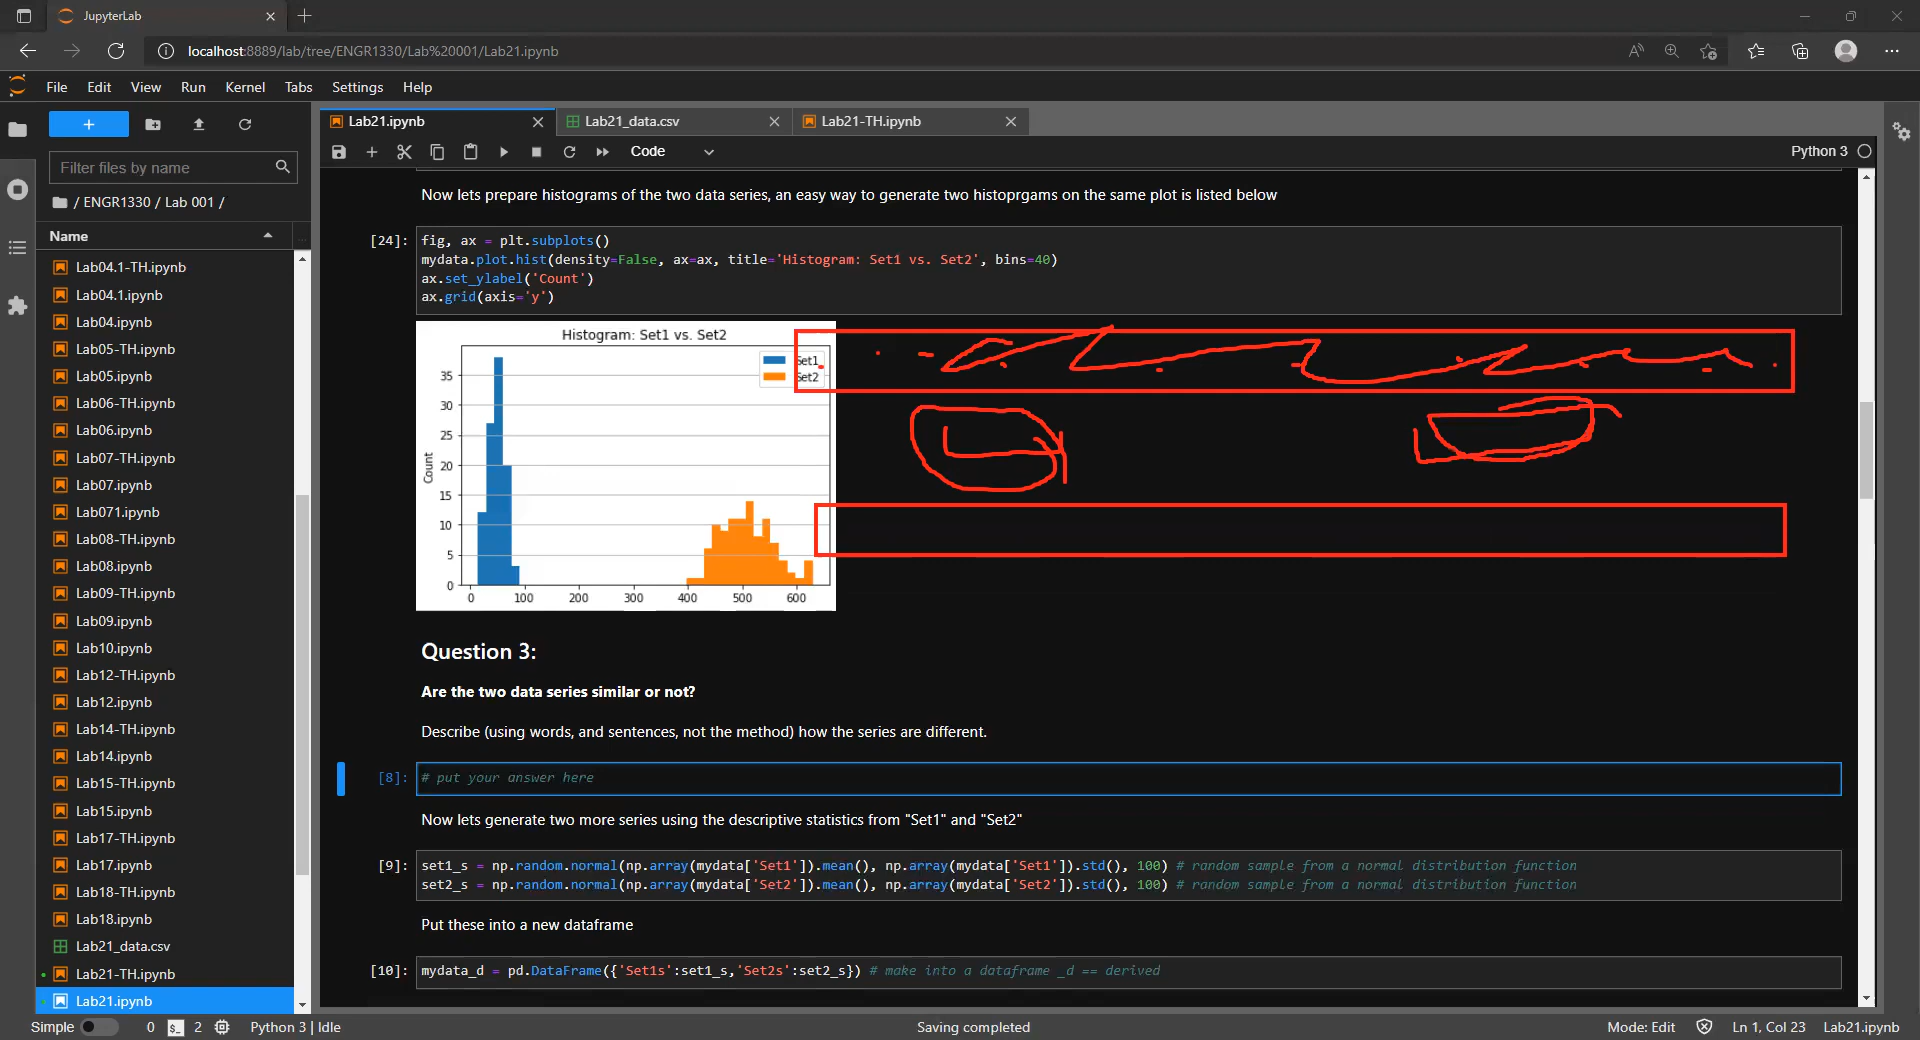 JupyterLab
localhost:8889/lab/tree/ENGR1330/Lab%20001/Lab21.ipynb
File Edit View Run Kernel Tabs Settings Help
Lab21.ipynb Lab21_data.csv Lab21-TH.ipynb
Code Python 3
Filter files by name
/ ENGR1330 / Lab 001 /
Name
Lab04.1-TH.ipynb
Lab04.1.ipynb
Lab04.ipynb
Lab05-TH.ipynb
Lab05.ipynb
Lab06-TH.ipynb
Lab06.ipynb
Lab07-TH.ipynb
Lab07.ipynb
Lab071.ipynb
Lab08-TH.ipynb
Lab08.ipynb
Lab09-TH.ipynb
Lab09.ipynb
Lab10.ipynb
Lab12-TH.ipynb
Lab12.ipynb
Lab14-TH.ipynb
Lab14.ipynb
Lab15-TH.ipynb
Lab15.ipynb
Lab17-TH.ipynb
Lab17.ipynb
Lab18-TH.ipynb
Lab18.ipynb
Lab21_data.csv
Lab21-TH.ipynb
Lab21.ipynb
Now lets prepare histograms of the two data series, an easy way to generate two histoprgams on the same plot is listed below
[24]: fig, ax = plt.subplots()
mydata.plot.hist(density=False, ax=ax, title='Histogram: Set1 vs. Set2', bins=40)
ax.set_ylabel('Count')
ax.grid(axis='y')
Histogram: Set1 vs. Set2
Set1
Set2
35
30
25
20
15
10
5
0
Count
0 100 200 300 400 500 600
Question 3:
Are the two data series similar or not?
Describe (using words, and sentences, not the method) how the series are different.
[8]: # put your answer here
Now lets generate two more series using the descriptive statistics from "Set1" and "Set2"
[9]: set1_s = np.random.normal(np.array(mydata['Set1']).mean(), np.array(mydata['Set1']).std(), 100) # random sample from a normal distribution function
set2_s = np.random.normal(np.array(mydata['Set2']).mean(), np.array(mydata['Set2']).std(), 100) # random sample from a normal distribution function
Put these into a new dataframe
[10]: mydata_d = pd.DataFrame({'Set1s':set1_s,'Set2s':set2_s}) # make into a dataframe _d == derived
Simple 0 2 Python 3 | Idle Saving completed Mode: Edit Ln 1, Col 23 Lab21.ipynb